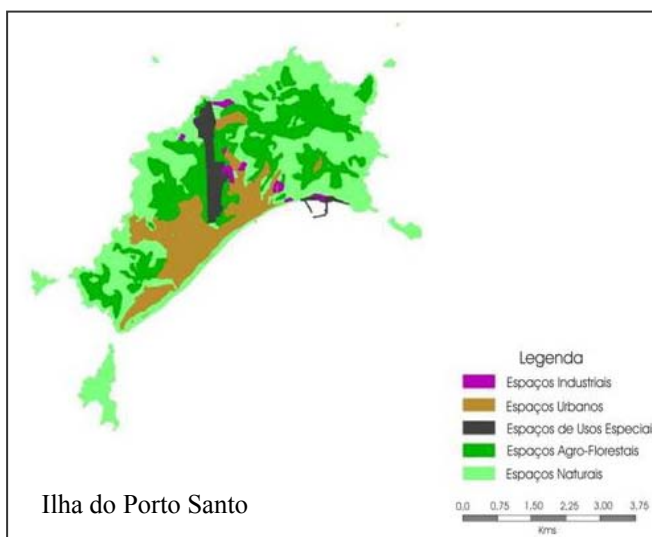 Legenda
Espaços Industriais
Espaços Urbanos
Espaços de Usos Especiai
Espaços Agro-Florestais
Espaços Naturais
Ilha do Porto Santo
0,0 0,75 1,50 2,25 3,00 3,75
Kms